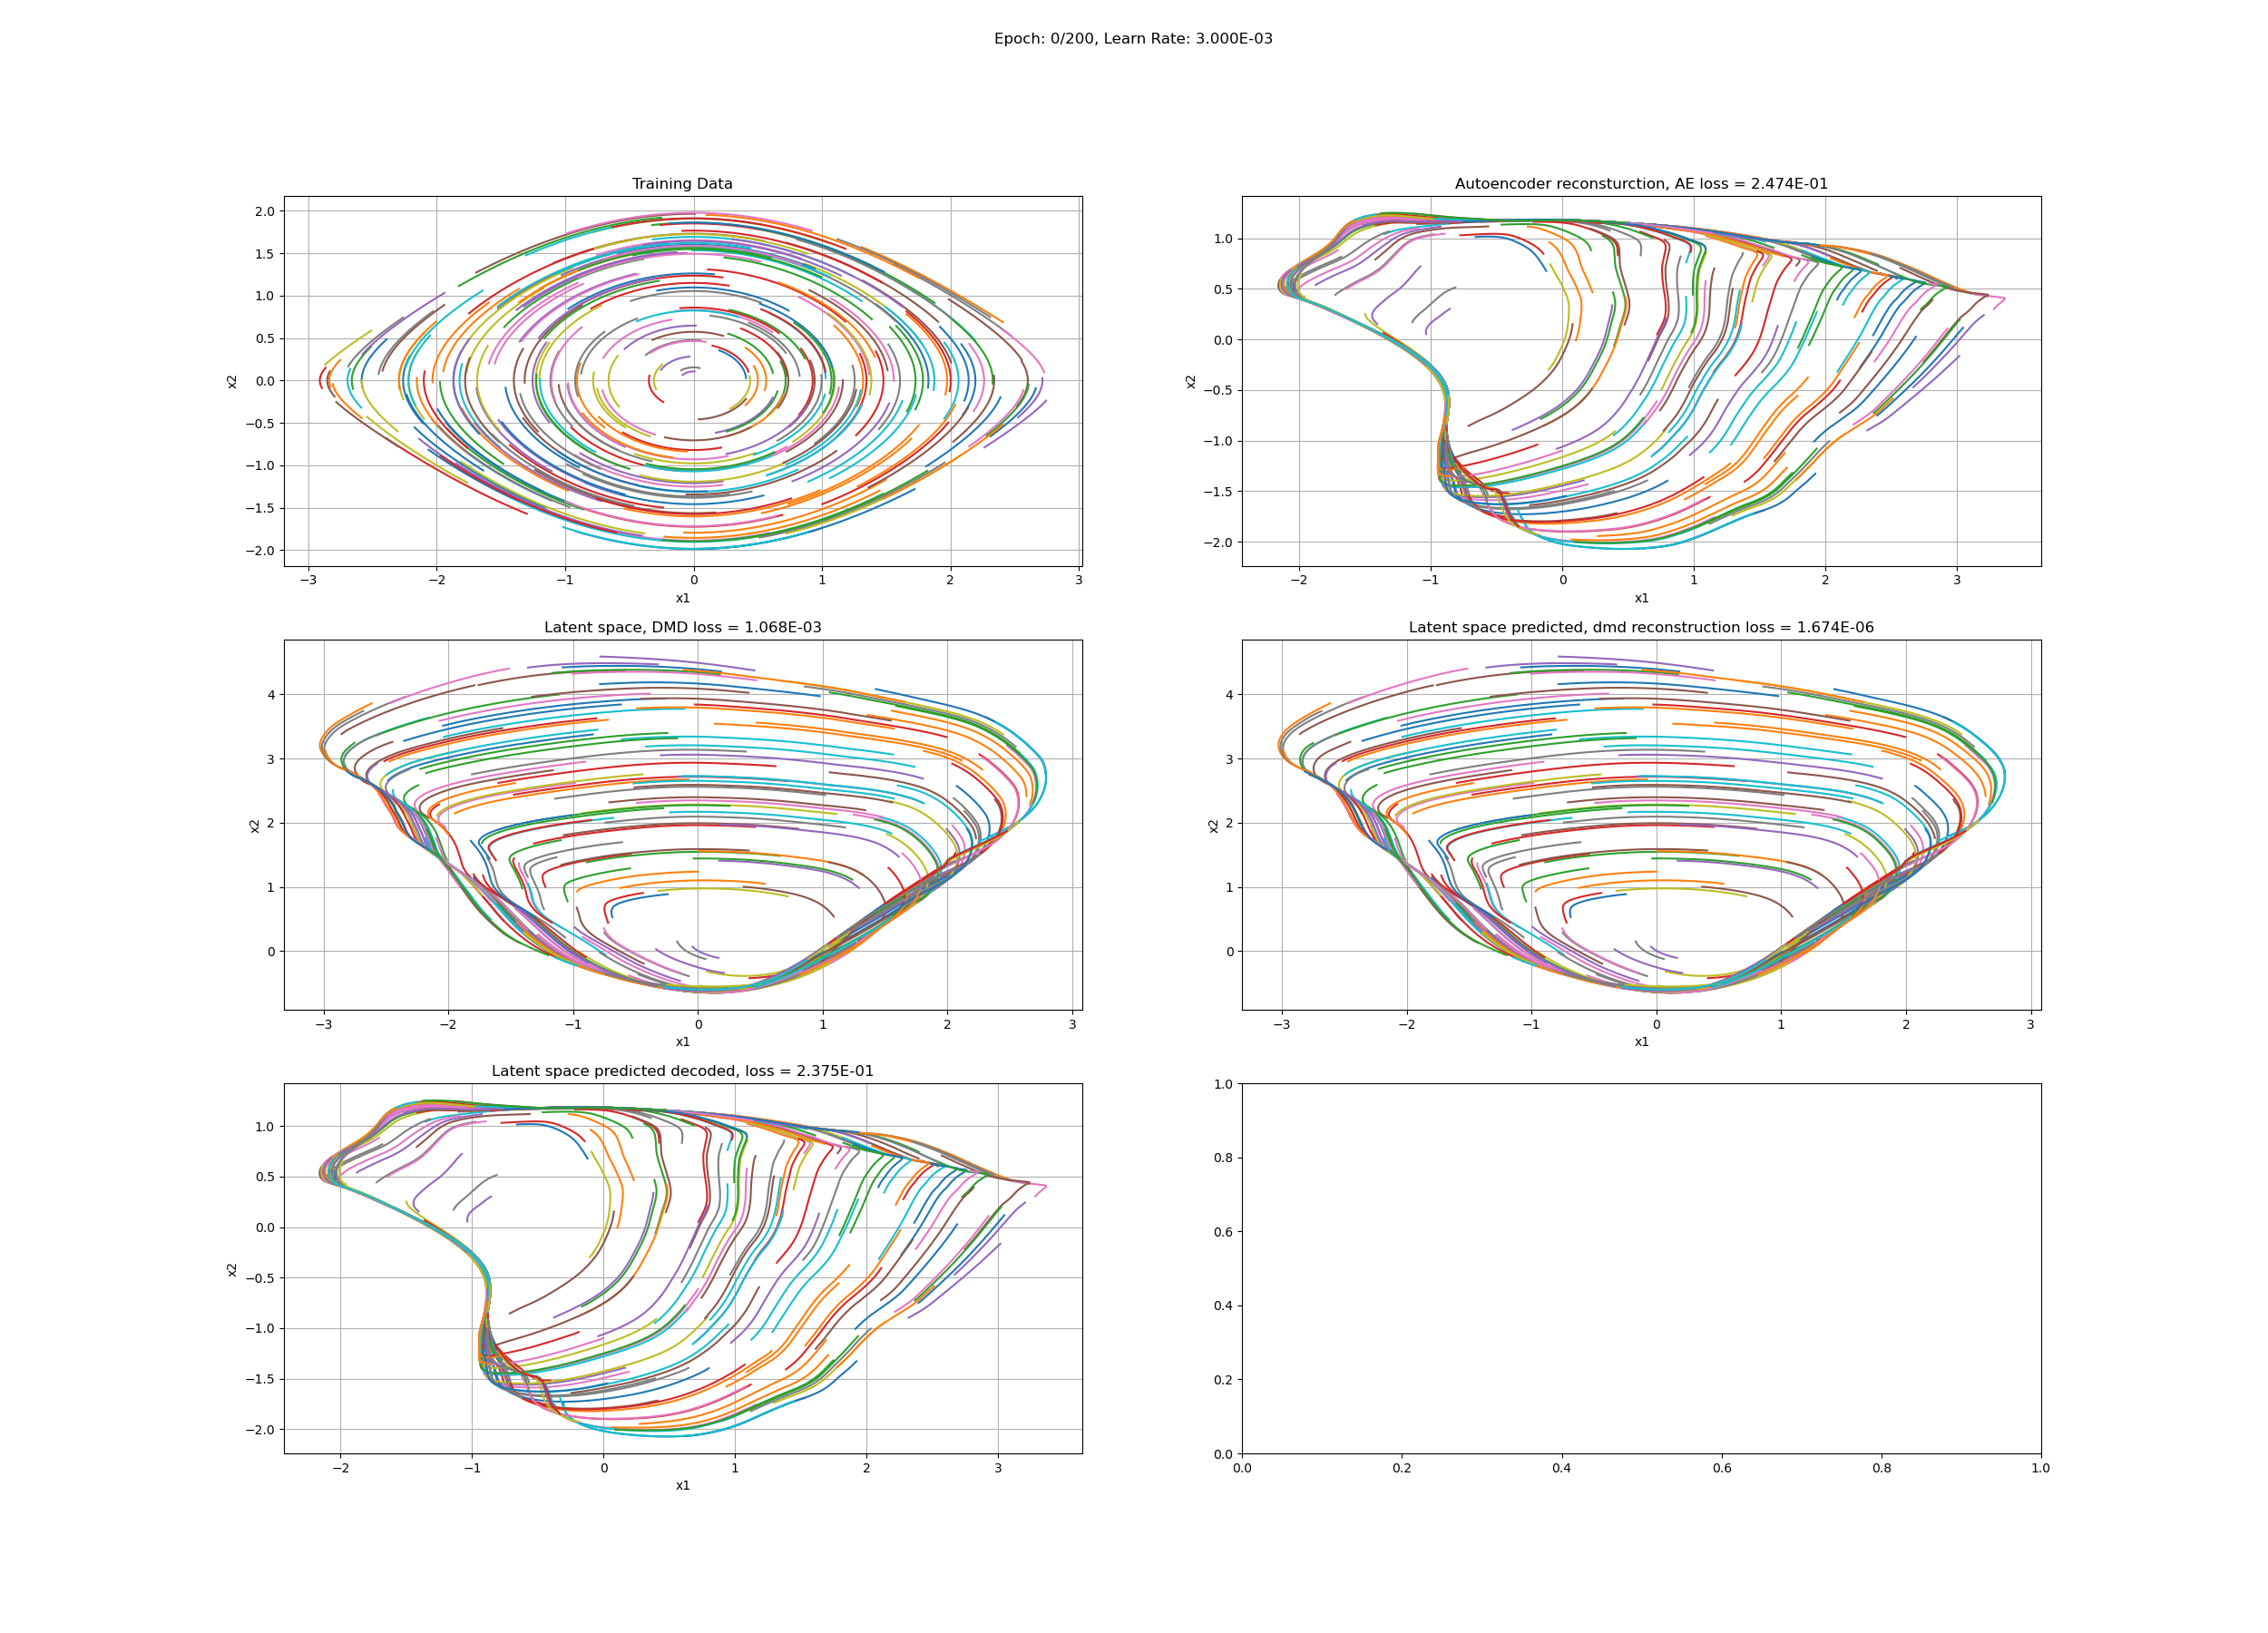 Epoch: 0/200, Learn Rate: 3.000E-03
Training Data
2.0
1.5
1.0
0.5
0.0
−0.5
−1.0
−1.5
−2.0
x2
−3 −2 −1 0 1 2 3
x1
Autoencoder reconsturction, AE loss = 2.474E-01
1.0
0.5
0.0
−0.5
−1.0
−1.5
−2.0
x2
−2 −1 0 1 2 3
x1
Latent space, DMD loss = 1.068E-03
4
3
2
1
0
x2
−3 −2 −1 0 1 2 3
x1
Latent space predicted, dmd reconstruction loss = 1.674E-06
4
3
2
1
0
x2
−3 −2 −1 0 1 2 3
x1
Latent space predicted decoded, loss = 2.375E-01
1.0
0.5
0.0
−0.5
−1.0
−1.5
−2.0
x2
−2 −1 0 1 2 3
x1
1.0
0.8
0.6
0.4
0.2
0.0
0.0 0.2 0.4 0.6 0.8 1.0